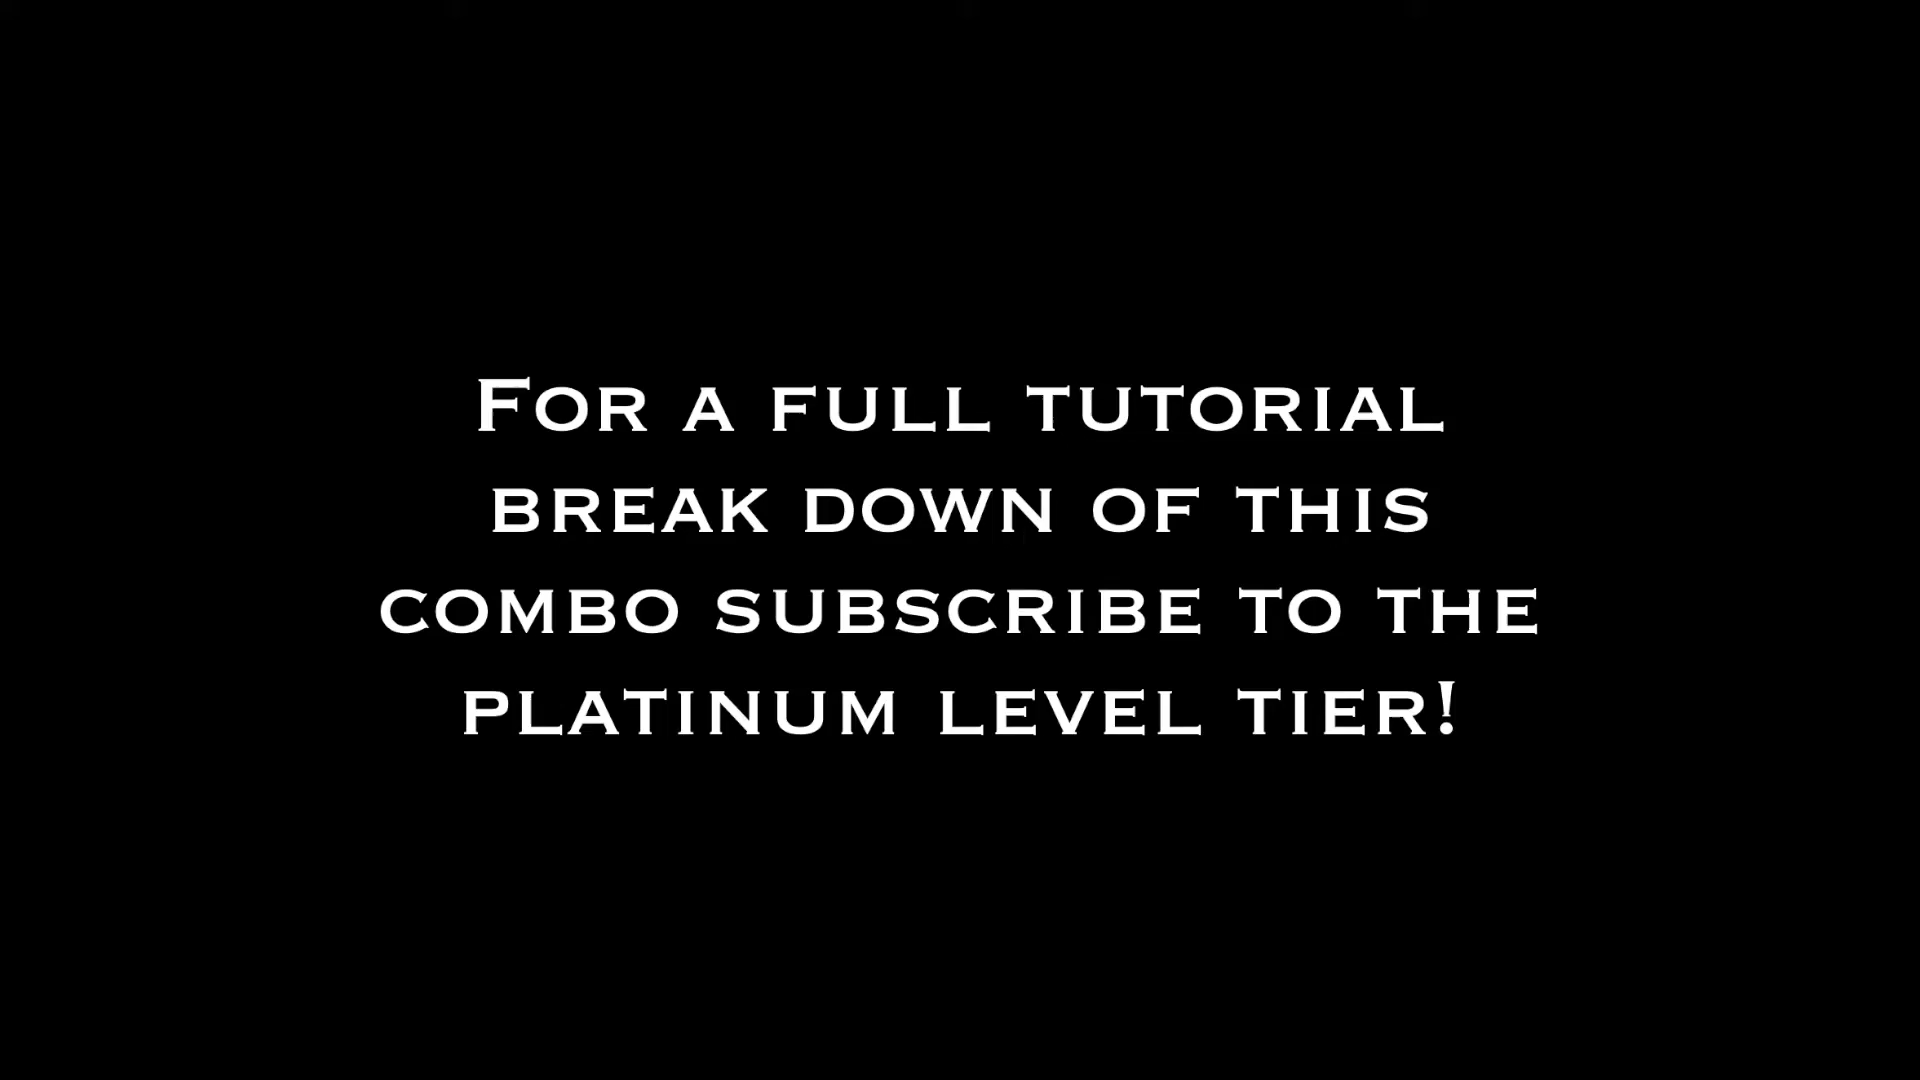 For a full tutorial
break down of this
combo subscribe to the
platinum level tier!